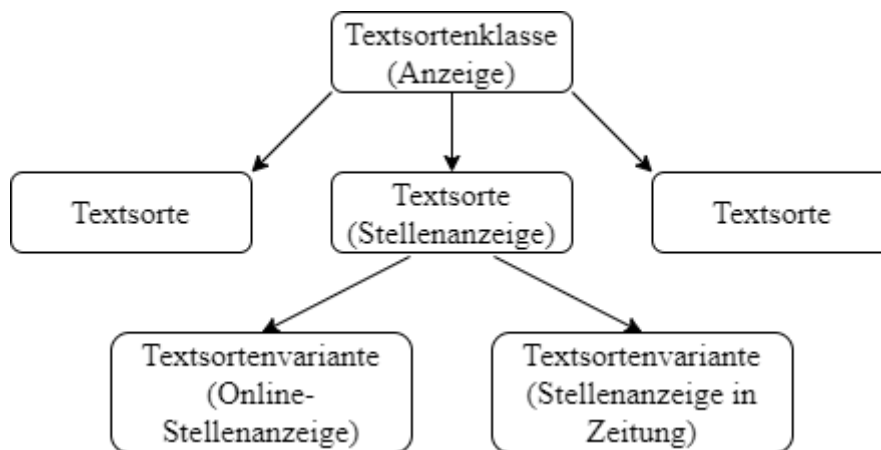 Textsortenklasse
(Anzeige)
Textsorte
Textsorte
(Stellenanzeige)
Textsorte
Textsortenvariante
(Online-
Stellenanzeige)
Textsortenvariante
(Stellenanzeige in
Zeitung)